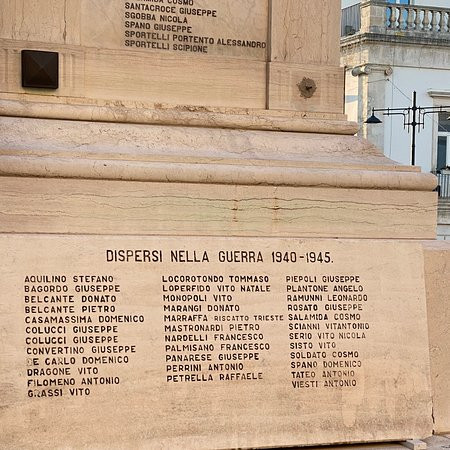 SANTACROCE GIUSEPPE
SGOBBA NICOLA
SPANO GIUSEPPE
SPORTELLI PORTENTO ALESSANDRO
SPORTELLI SCIPIONE
DISPERSI NELLA GUERRA 1940-1945.
AQUILINO STEFANO
BAGORDO GIUSEPPE
BELCANTE DONATO
BELCANTE PIETRO
CASAMASSIMA DOMENICO
COLUCCI GIUSEPPE
COLUCCI GIUSEPPE
CONVERTINO GIUSEPPE
DE CARLO DOMENICO
DRAGONE VITO
FILOMENO ANTONIO
GRASSI VITO
LOCOROTONDO TOMMASO
LOPERFIDO VITO NATALE
MONOPOLI VITO
MARANGI DONATO
MARRAFFA RISCATTO TRIESTE
MASTRONARDI PIETRO
NARDELLI FRANCESCO
PALMISANO FRANCESCO
PANARESE GIUSEPPE
PERRINI ANTONIO
PETRELLA RAFFAELE
PIEPOLI GIUSEPPE
PLANTONE ANGELO
RAMUNNI LEONARDO
ROSATO GIUSEPPE
SALAMIDA COSMO
SCIANNI VITANTONIO
SERIO VITO NICOLA
SISTO VITO
SOLDATO COSMO
SPANO DOMENICO
TATEO ANTONIO
VIESTI ANTONIO